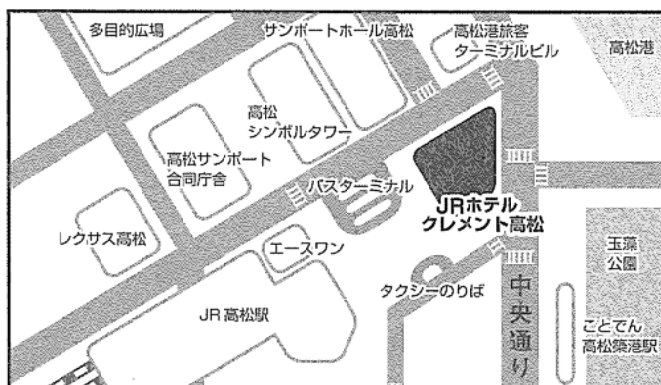 多目的広場
サンポートホール高松
高松港旅客
ターミナルビル
高松港
高松
シンボルタワー
高松サンポート
合同庁舎
バスターミナル
JRホテル
クレメント高松
レクサス高松
エースワン
玉藻
公園
タクシーのりば
中央通り
JR高松駅
ことでん
高松築港駅